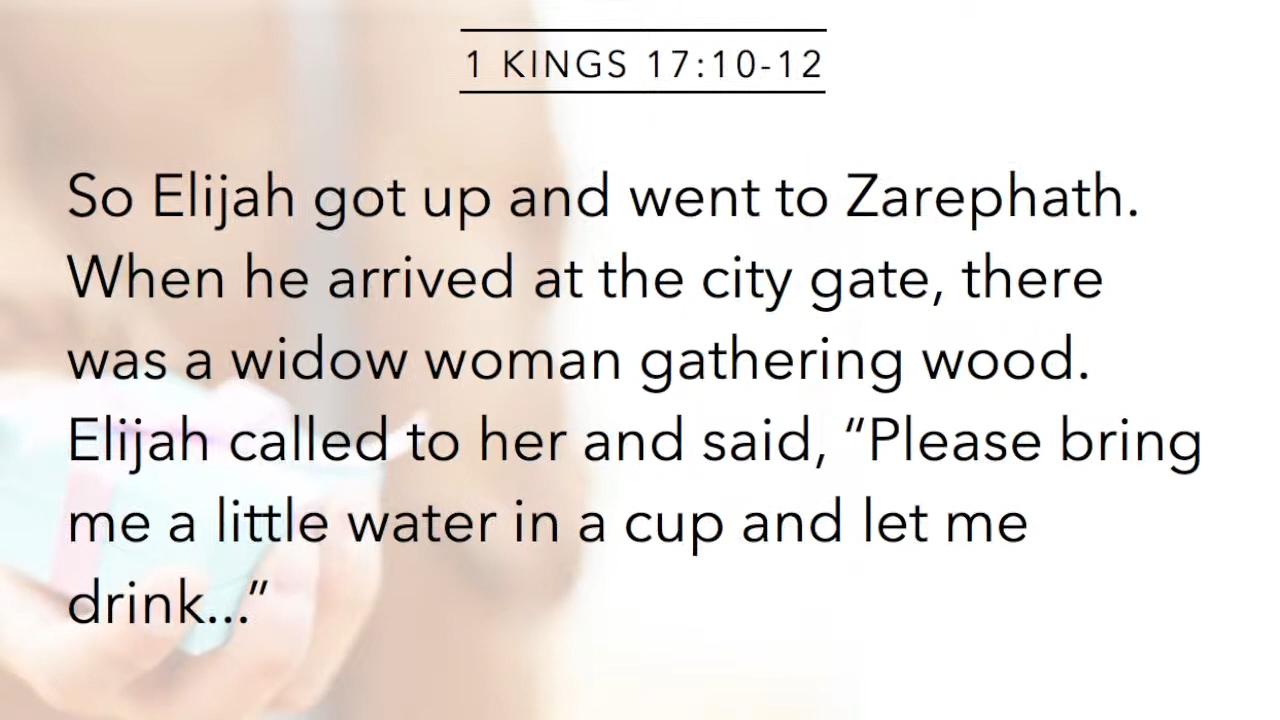 1 KINGS 17:10-12
So Elijah got up and went to Zarephath.
When he arrived at the city gate, there
was a widow woman gathering wood.
Elijah called to her and said, “Please bring
me a little water in a cup and let me
drink...”